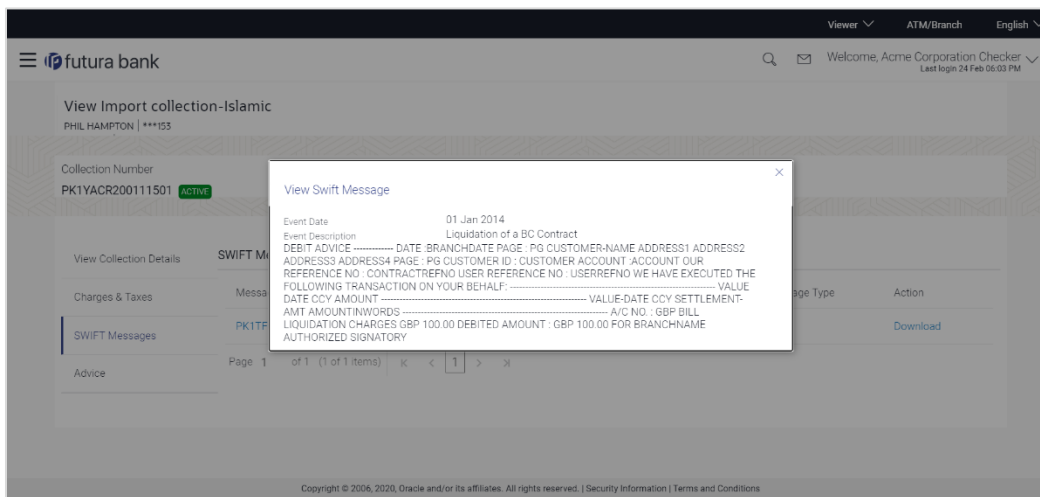 Viewer ATM/Branch English
futura bank
Welcome, Acme Corporation Checker
Last login 24 Feb 06:03 PM
View Import collection-Islamic
PHIL HAMPTON | ***153
Collection Number
PK1YACR200111501 ACTIVE
View Swift Message
Event Date 01 Jan 2014
Event Description Liquidation of a BC Contract
DEBIT ADVICE ------------- DATE :BRANCHDATE PAGE : PG CUSTOMER-NAME ADDRESS1 ADDRESS2
ADDRESS3 ADDRESS4 PAGE : PG CUSTOMER ID : CUSTOMER ACCOUNT :ACCOUNT OUR
REFERENCE NO : CONTRACTREFNO USER REFERENCE NO : USERREFNO WE HAVE EXECUTED THE
FOLLOWING TRANSACTION ON YOUR BEHALF: ---------------------------------------------------------------- VALUE
DATE CCY AMOUNT ---------------------------------------------------------------- VALUE-DATE CCY SETTLEMENT-
AMT AMOUNTINWORDS ---------------------------------------------------------------- A/C NO. : GBP BILL
LIQUIDATION CHARGES GBP 100.00 DEBITED AMOUNT : GBP 100.00 FOR BRANCHNAME
AUTHORIZED SIGNATORY
View Collection Details
Charges & Taxes
SWIFT Messages
Advice
SWIFT
Type Action
Download
Page 1 of 1 (1 of 1 items) K < 1 > X
Copyright © 2006, 2020, Oracle and/or its affiliates. All rights reserved. | Security Information | Terms and Conditions